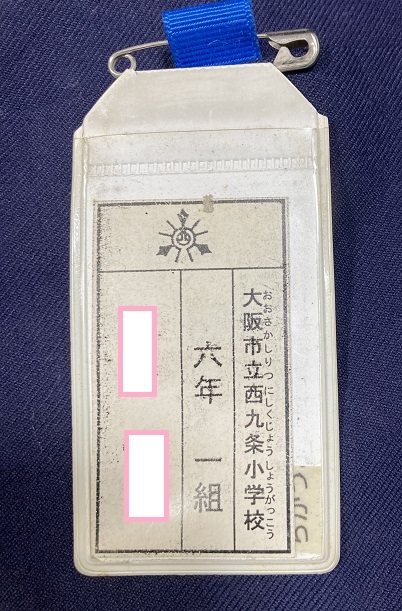 おおさかしりつにしくじょうしょうがっこう
大阪市立西九条小学校
六年 一組